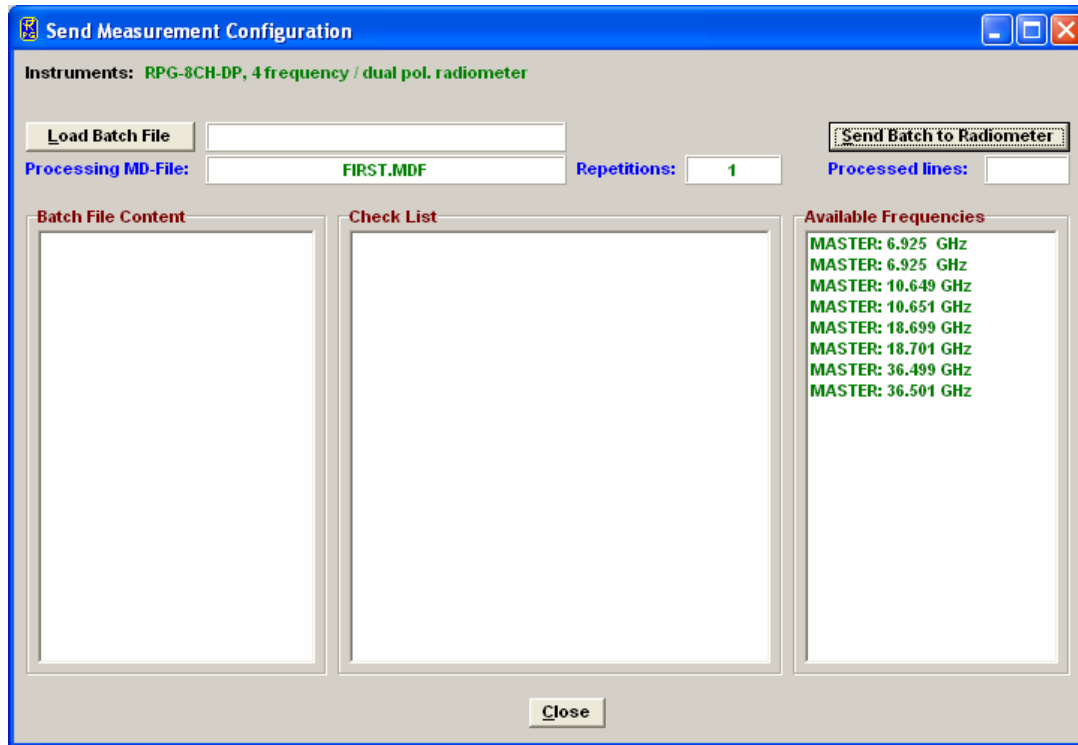 Send Measurement Configuration
Instruments: RPG-8CH-DP, 4 frequency / dual pol. radiometer
Load Batch File
Send Batch to Radiometer
Processing MD-File: FIRST.MDF Repetitions: 1 Processed lines:
Batch File Content
Check List
Available Frequencies
MASTER: 6.925 GHz
MASTER: 6.925 GHz
MASTER: 10.649 GHz
MASTER: 10.651 GHz
MASTER: 18.699 GHz
MASTER: 18.701 GHz
MASTER: 36.499 GHz
MASTER: 36.501 GHz
Close